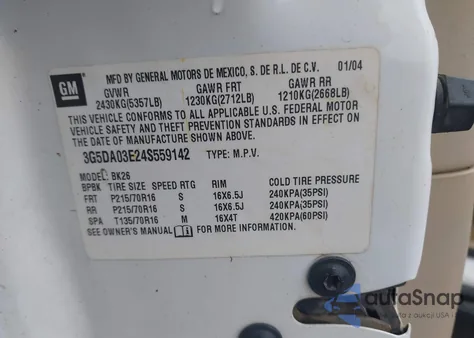 GM
MFD BY GENERAL MOTORS DE MEXICO, S. DE R.L. DE C.V. 01/04
GVWR GAWR FRT GAWR RR
2430KG(5357LB) 1230KG(2712LB) 1210KG(2668LB)
THIS VEHICLE CONFORMS TO ALL APPLICABLE U.S. FEDERAL MOTOR
VEHICLE SAFETY AND THEFT PREVENTION STANDARDS IN EFFECT ON
THE DATE OF MANUFACTURE SHOWN ABOVE.
3G5DA03E24S559142 TYPE: M.P.V.
MODEL: BK26
BPBK TIRE SIZE SPEED RTG RIM COLD TIRE PRESSURE
FRT P215/70R16 S 16X6.5J 240KPA(35PSI)
RR P215/70R16 S 16X6.5J 240KPA(35PSI)
SPA T135/70R16 M 16X4T 420KPA(60PSI)
SEE OWNER'S MANUAL FOR MORE INFORMATION.
autaSnap
auta z aukcji USA i